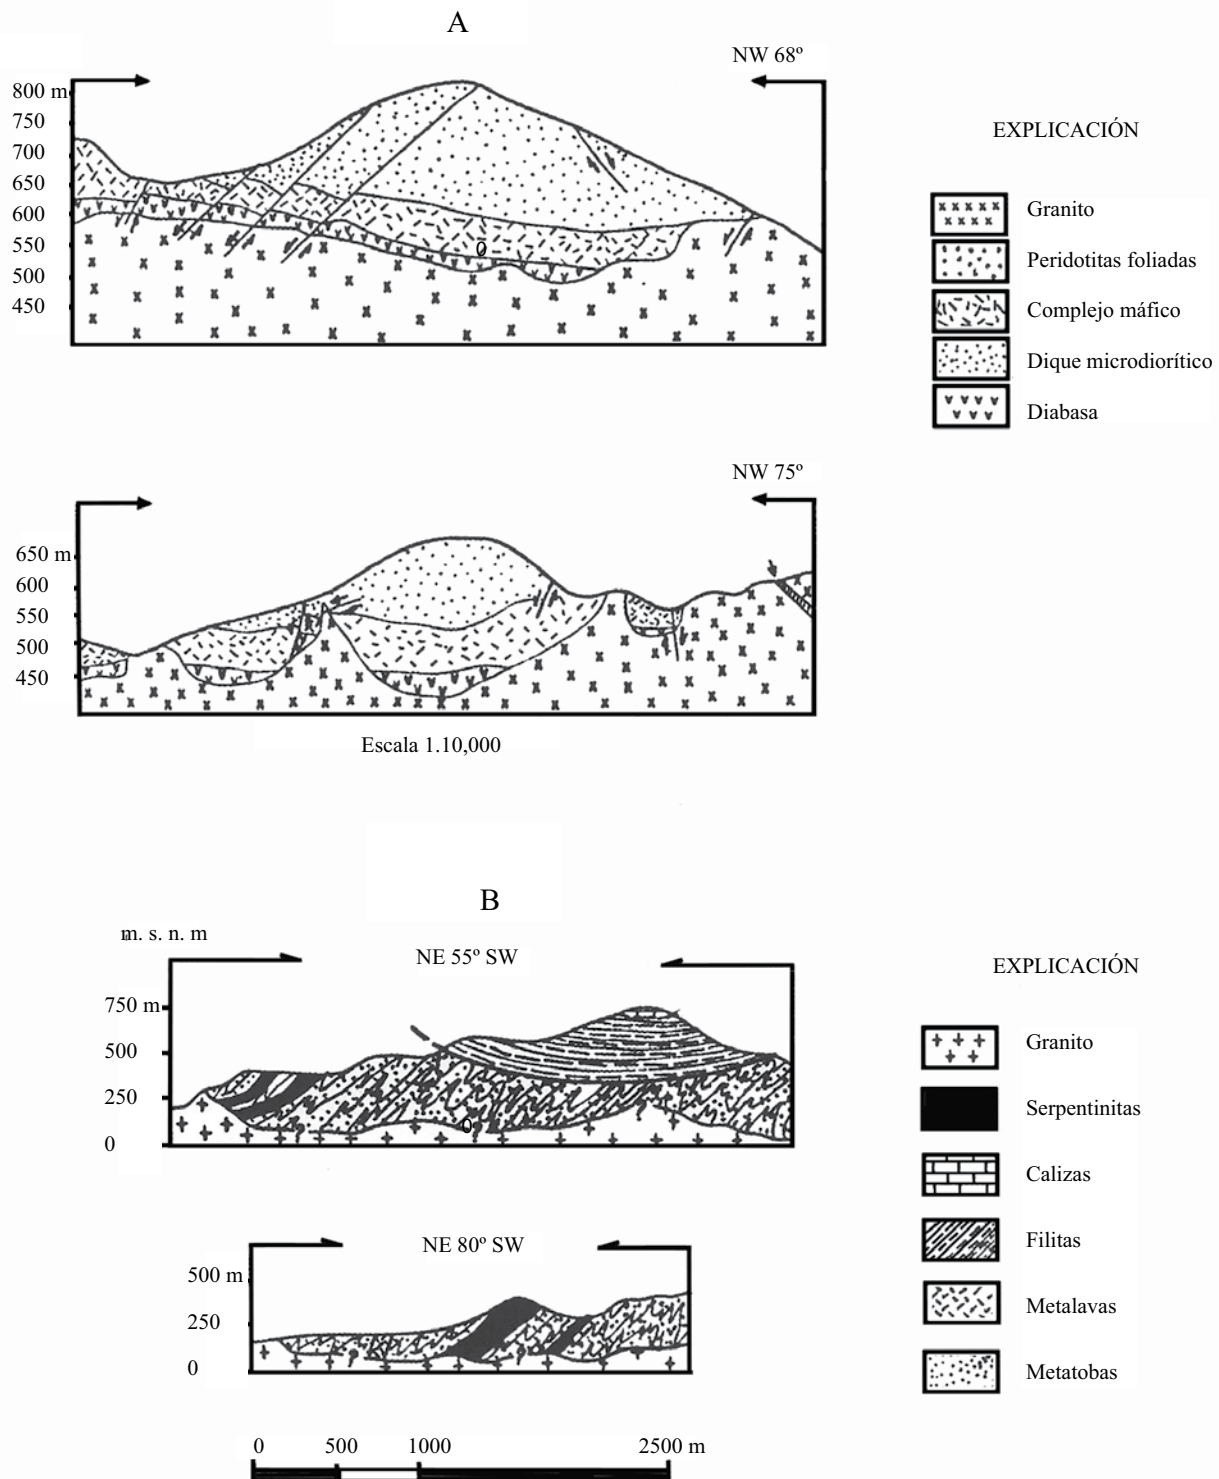 A
NW 68º
800 m
750
700
650
600
550
500
450
0
EXPLICACIÓN
Granito
Peridotitas foliadas
Complejo máfico
Dique microdiorítico
Diabasa
NW 75º
650 m
600
550
500
450
Escala 1.10,000
B
m. s. n. m
NE 55º SW
750 m
500
250
0
?
0
?
?
EXPLICACIÓN
Granito
Serpentinitas
Calizas
Filitas
Metalavas
Metatobas
NE 80º SW
500 m
250
0
?
?
0 500 1000 2500 m